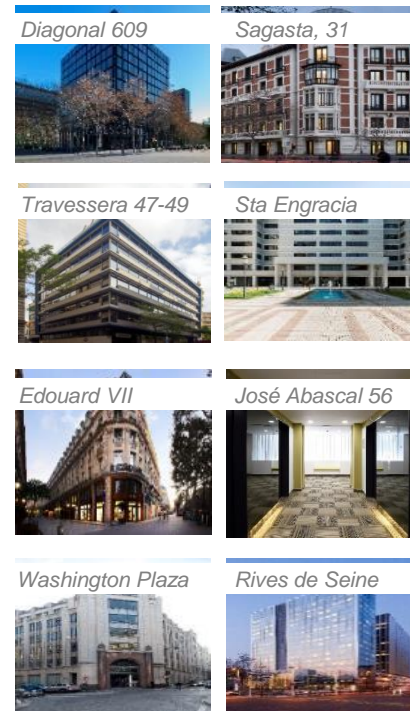 Diagonal 609
Sagasta, 31
Travessera 47-49
Sta Engracia
Edouard VII
José Abascal 56
Washington Plaza
Rives de Seine